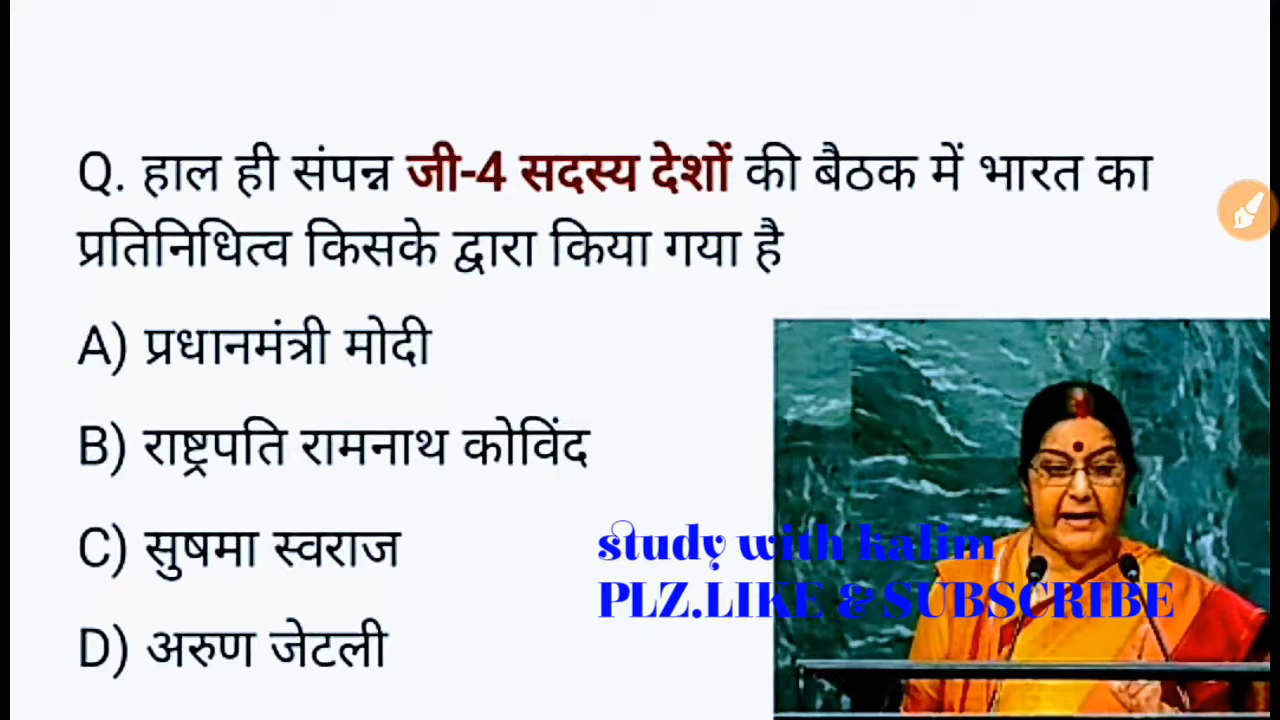 Q. हाल ही संपन्न जी-4 सदस्य देशों की बैठक में भारत का
प्रतिनिधित्व किसके द्वारा किया गया है
A) प्रधानमंत्री मोदी
B) राष्ट्रपति रामनाथ कोविंद
C) सुषमा स्वराज
D) अरुण जेटली
study with kalim
PLZ.LIKE & SUBSCRIBE